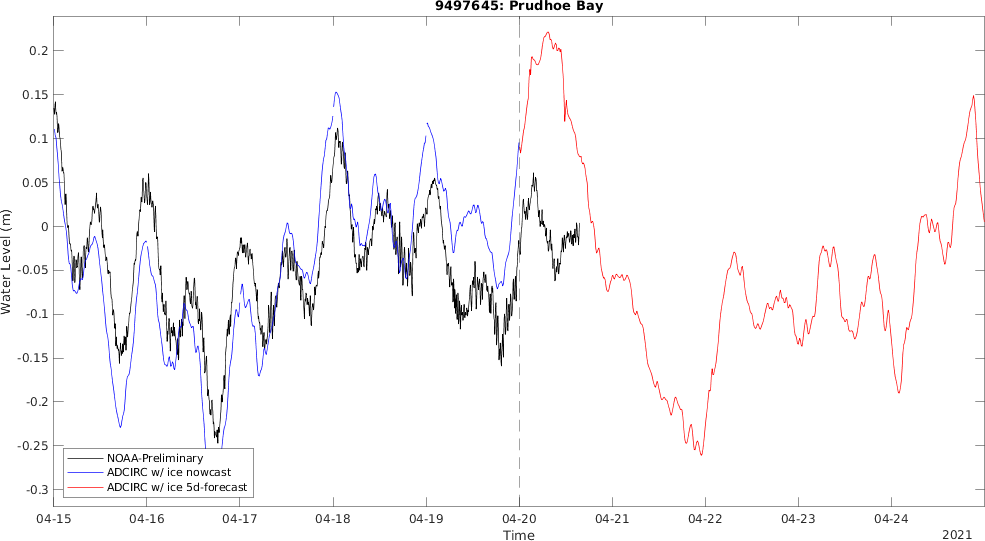 9497645: Prudhoe Bay
Water Level (m)
0.2
0.15
0.1
0.05
0
-0.05
-0.1
-0.15
-0.2
-0.25
-0.3
NOAA-Preliminary
ADCIRC w/ ice nowcast
ADCIRC w/ ice 5d-forecast
04-15 04-16 04-17 04-18 04-19 04-20 04-21 04-22 04-23 04-24
Time
2021